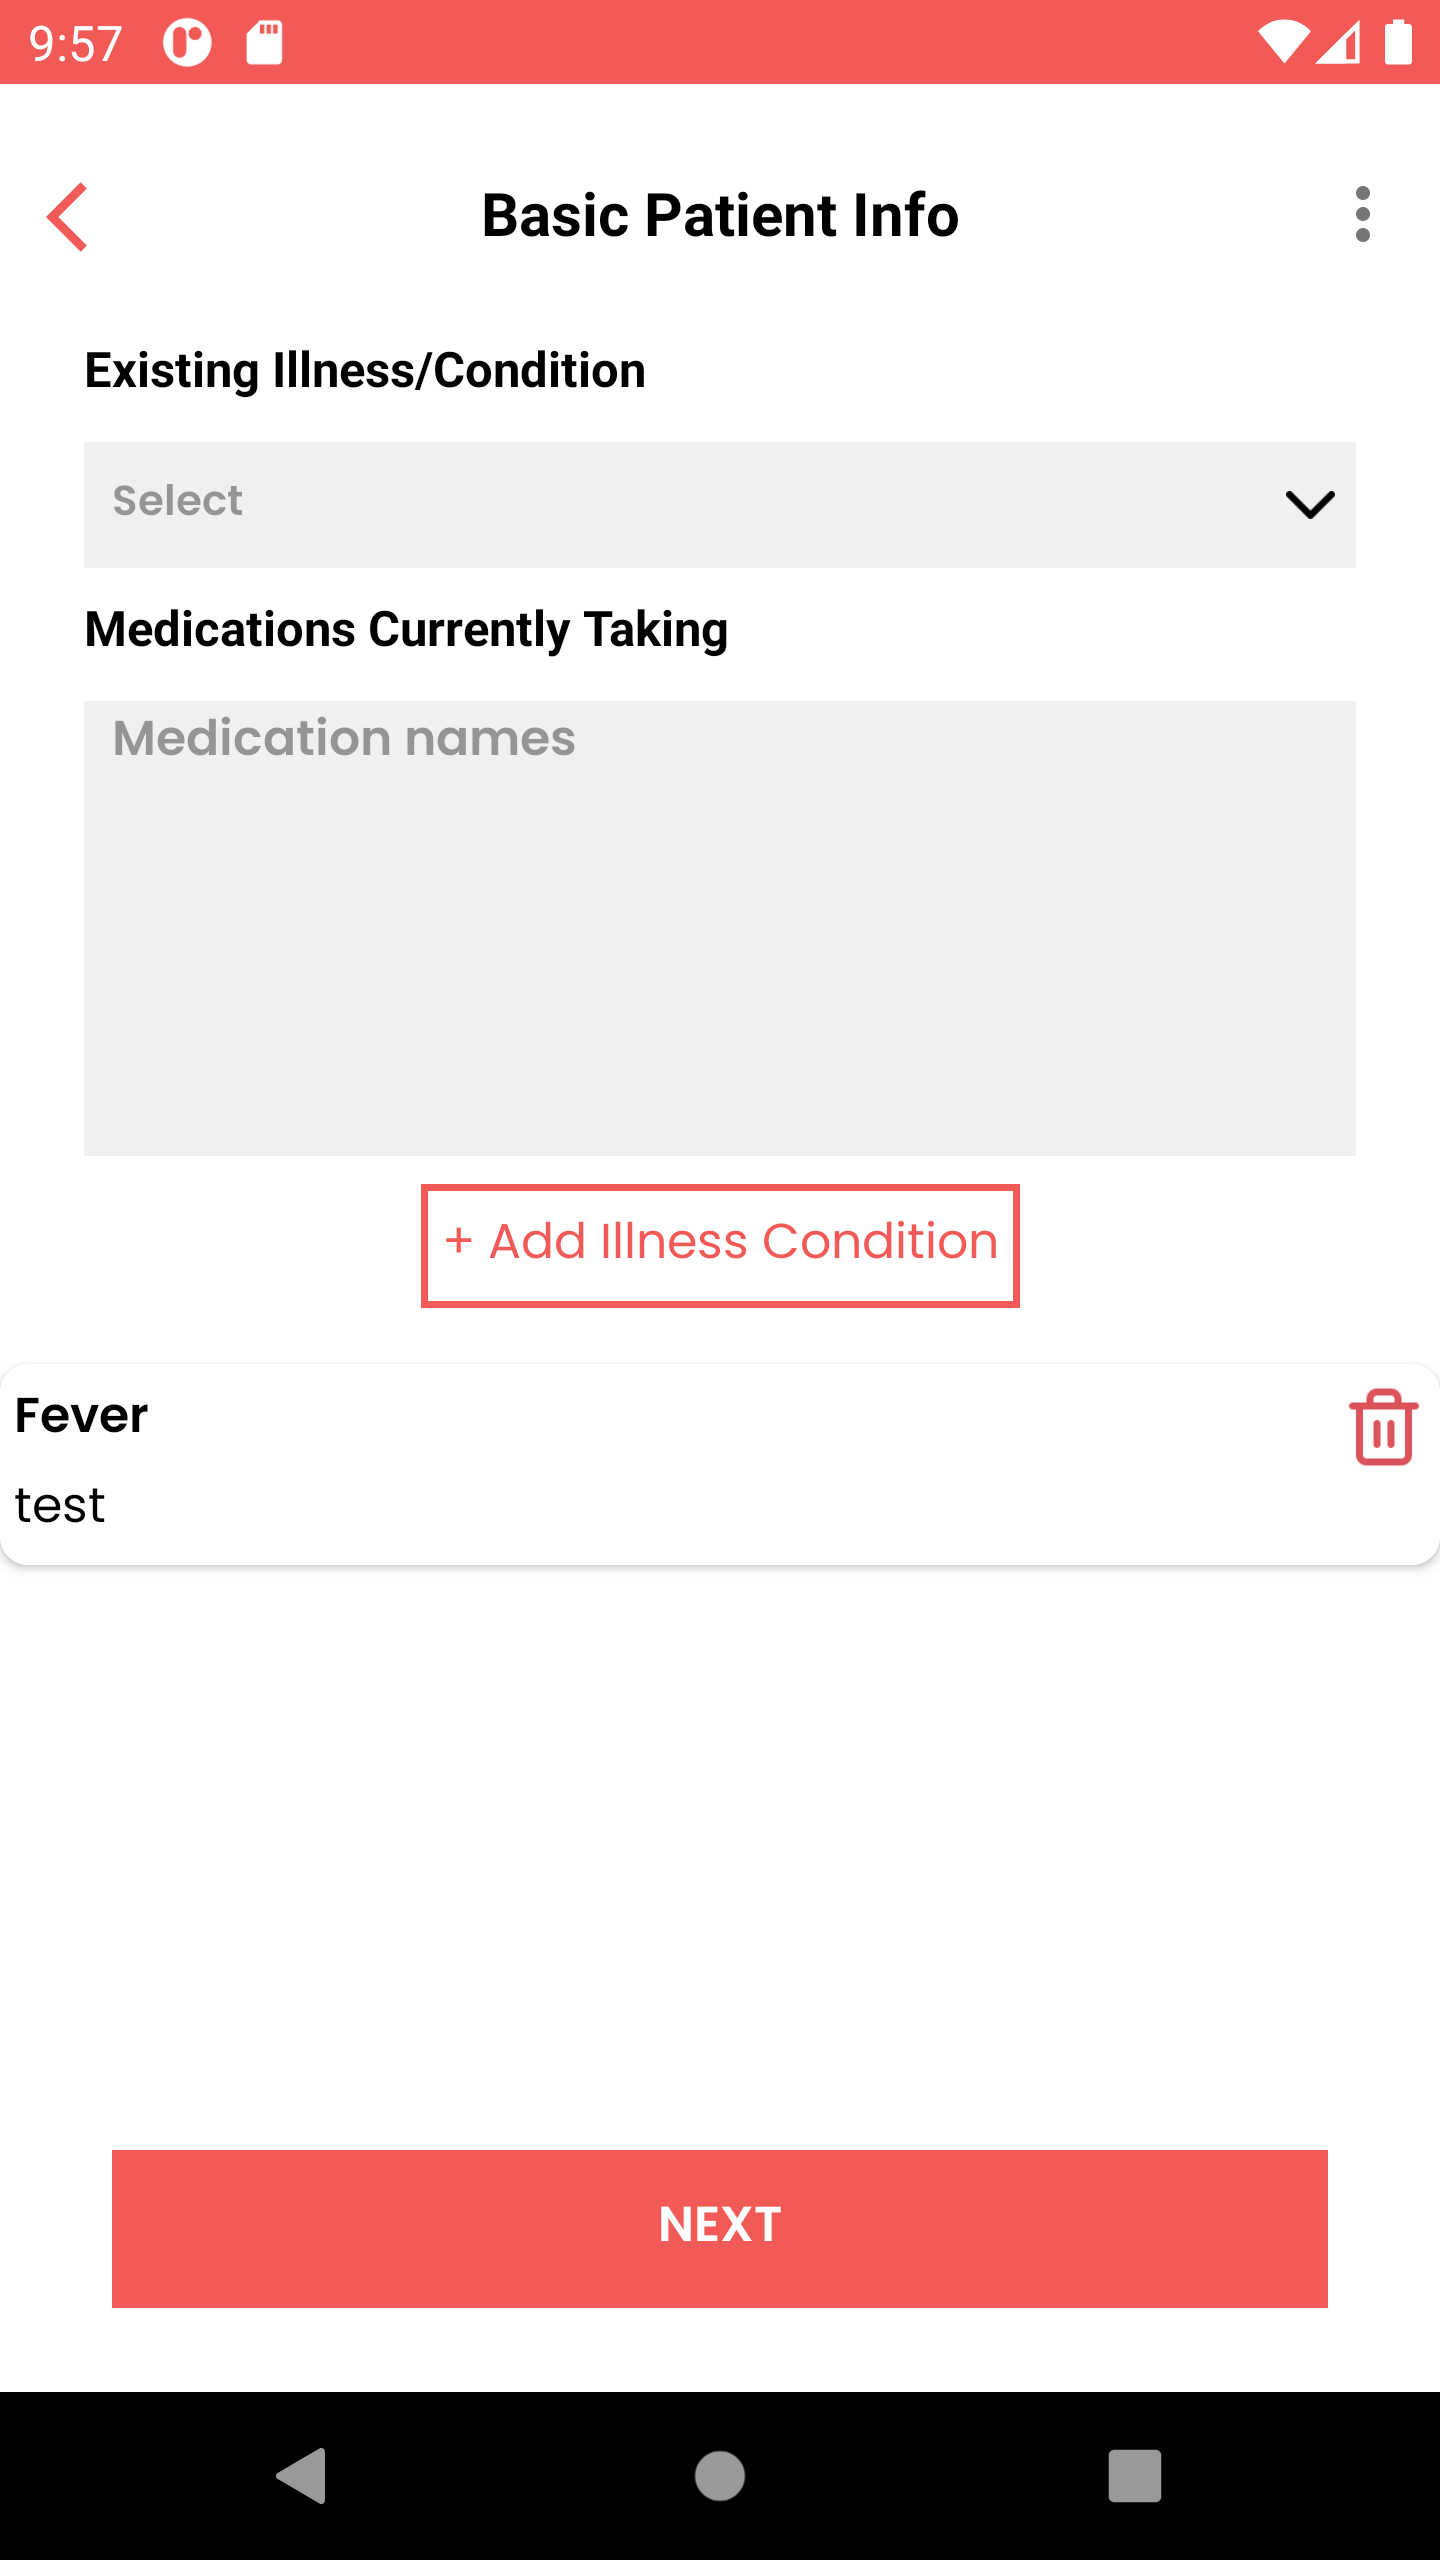 9:57
Basic Patient Info
Existing Illness/Condition
Select
Medications Currently Taking
Medication names
+ Add Illness Condition
Fever
test
NEXT